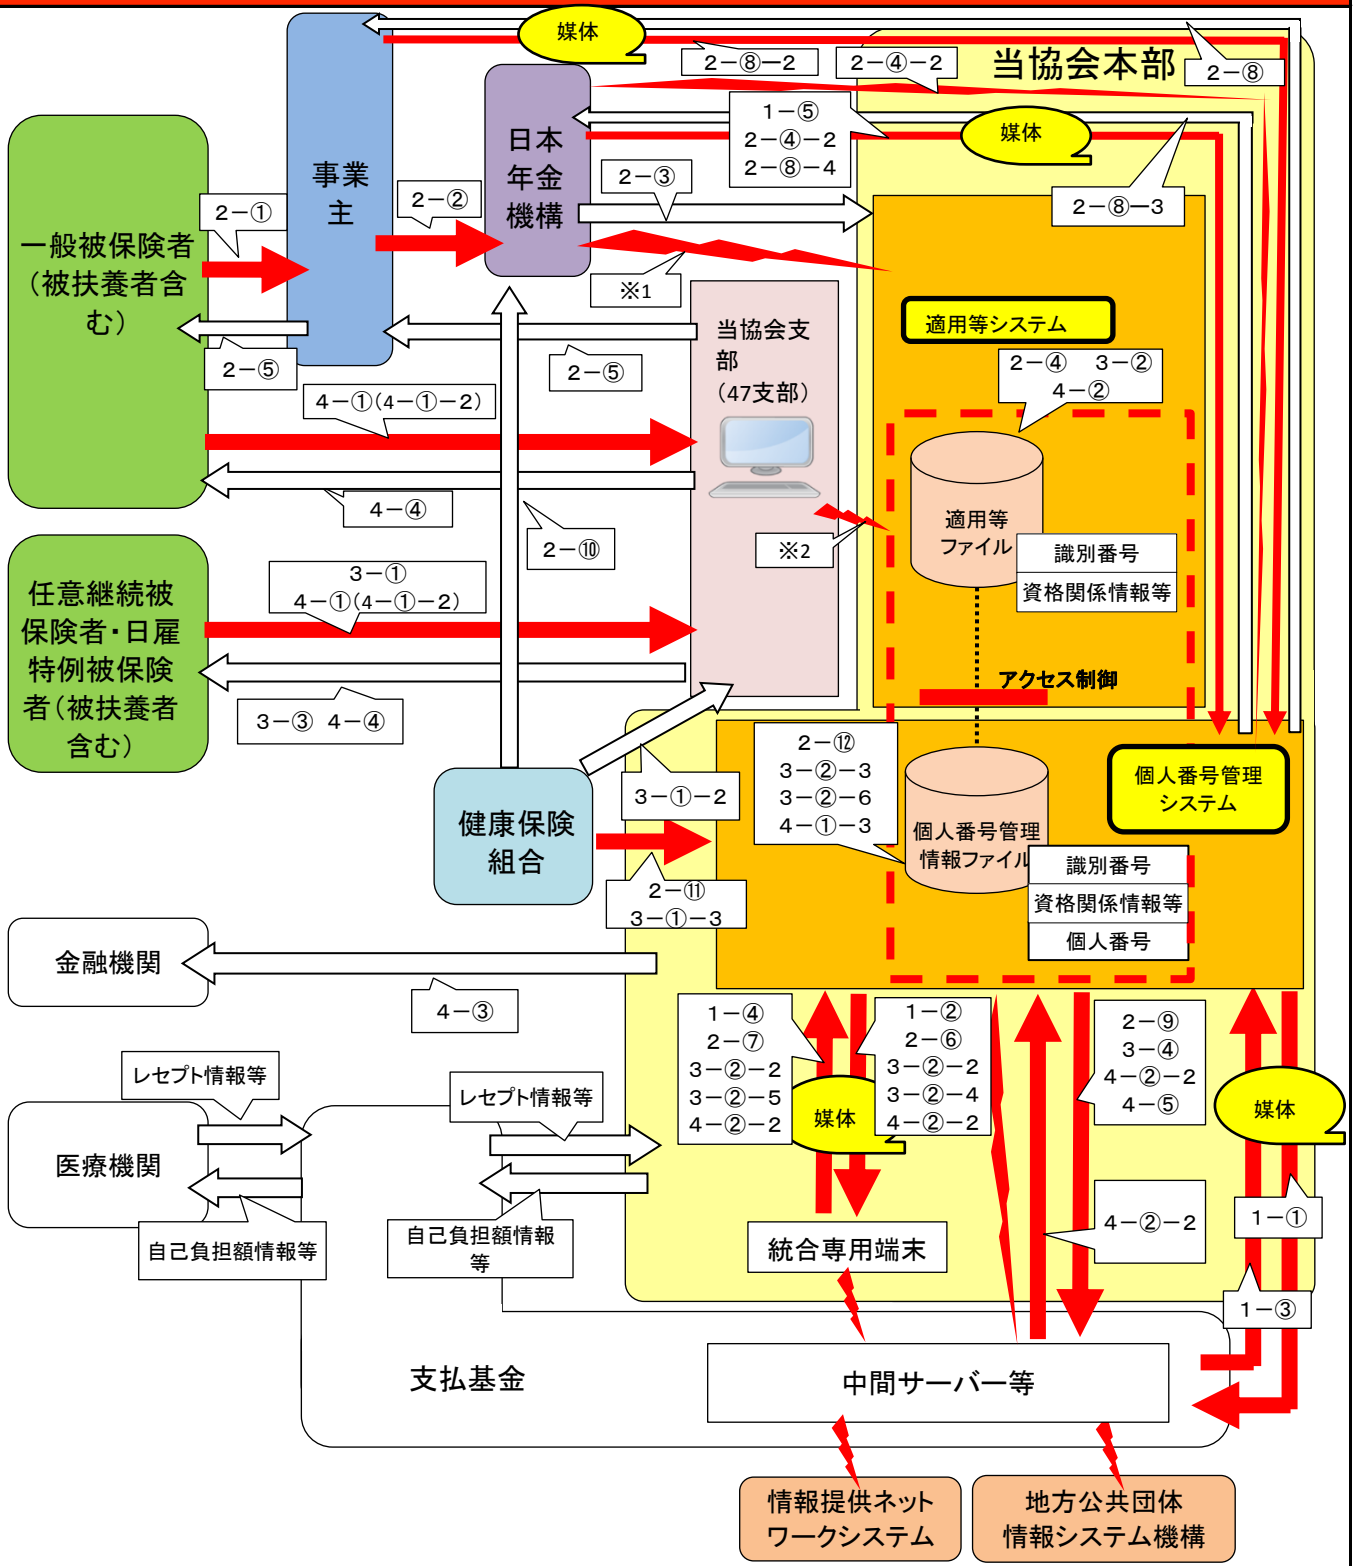 媒体
2-⑧ー2
2-④-2
当協会本部
2-⑧
日本
年金
機構
1-⑤
2-④-2
2-⑧-4
媒体
事業
主
2-③
2-①
2-②
2-⑧ー3
一般被保険者
(被扶養者含
む)
※1
当協会支
部
(47支部)
適用等システム
2-⑤
2-⑤
2-④ 3-②
4-②
4-①(4-①-2)
4-④
2-⑩
※2
適用等
ファイル
識別番号
資格関係情報等
任意継続被
保険者・日雇
特例被保険
者(被扶養者
含む)
3-①
4-①(4-①-2)
アクセス制御
3-③ 4-④
2-⑫
3-②-3
3-②-6
4-①-3
個人番号管理
システム
3-①-2
健康保険
組合
個人番号管理
情報ファイル
識別番号
資格関係情報等
個人番号
2-⑪
3-①-3
金融機関
4-③
1-④
2-⑦
3-②-2
3-②-5
4-②-2
1-②
2-⑥
3-②-2
3-②-4
4-②-2
2-⑨
3-④
4-②-2
4-⑤
レセプト情報等
レセプト情報等
媒体
媒体
医療機関
自己負担額情報等
自己負担額情報
等
統合専用端末
4-②-2
1-①
1-③
支払基金
中間サーバー等
情報提供ネット
ワークシステム
地方公共団体
情報システム機構